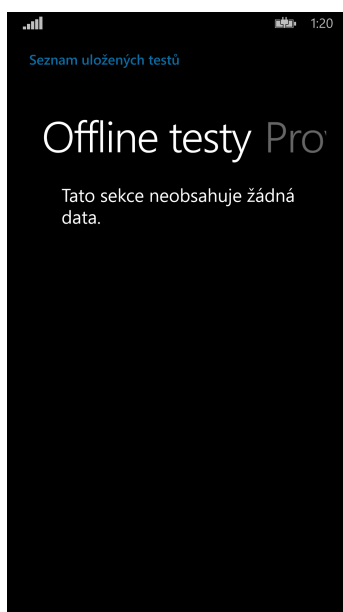 1:20
Seznam uložených testů
Offline testy
Tato sekce neobsahuje žádná
data.